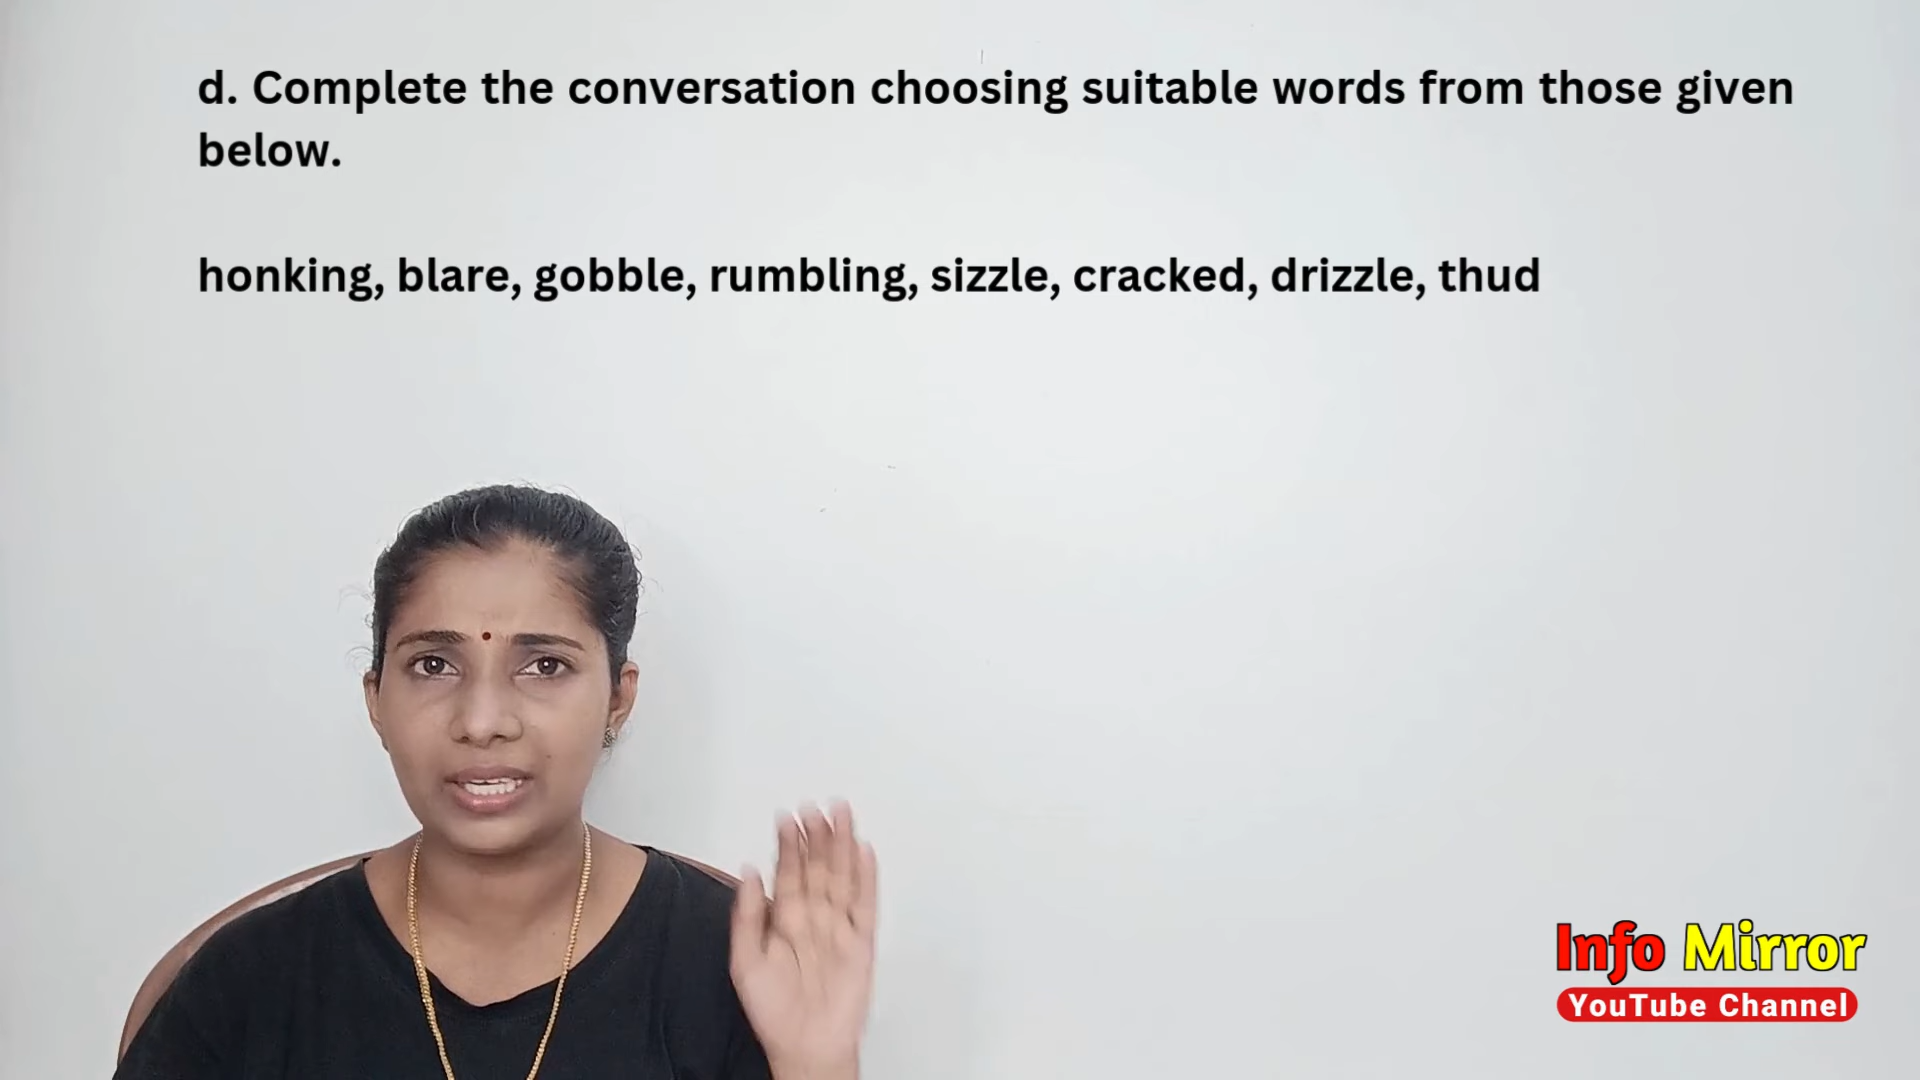 d. Complete the conversation choosing suitable words from those given
below.
honking, blare, gobble, rumbling, sizzle, cracked, drizzle, thud
Info Mirror
YouTube Channel